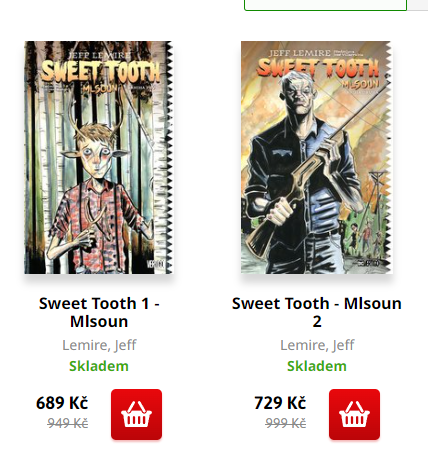 JEFF LEMIRE
SWEET TOOTH
MLSOUN
JEFF LEMIRE
SWEET TOOTH
MLSOUN
Sweet Tooth 1 -
Mlsoun
Lemire, Jeff
Skladem
689 Kč
949 Kč
Sweet Tooth - Mlsoun
2
Lemire, Jeff
Skladem
729 Kč
999 Kč